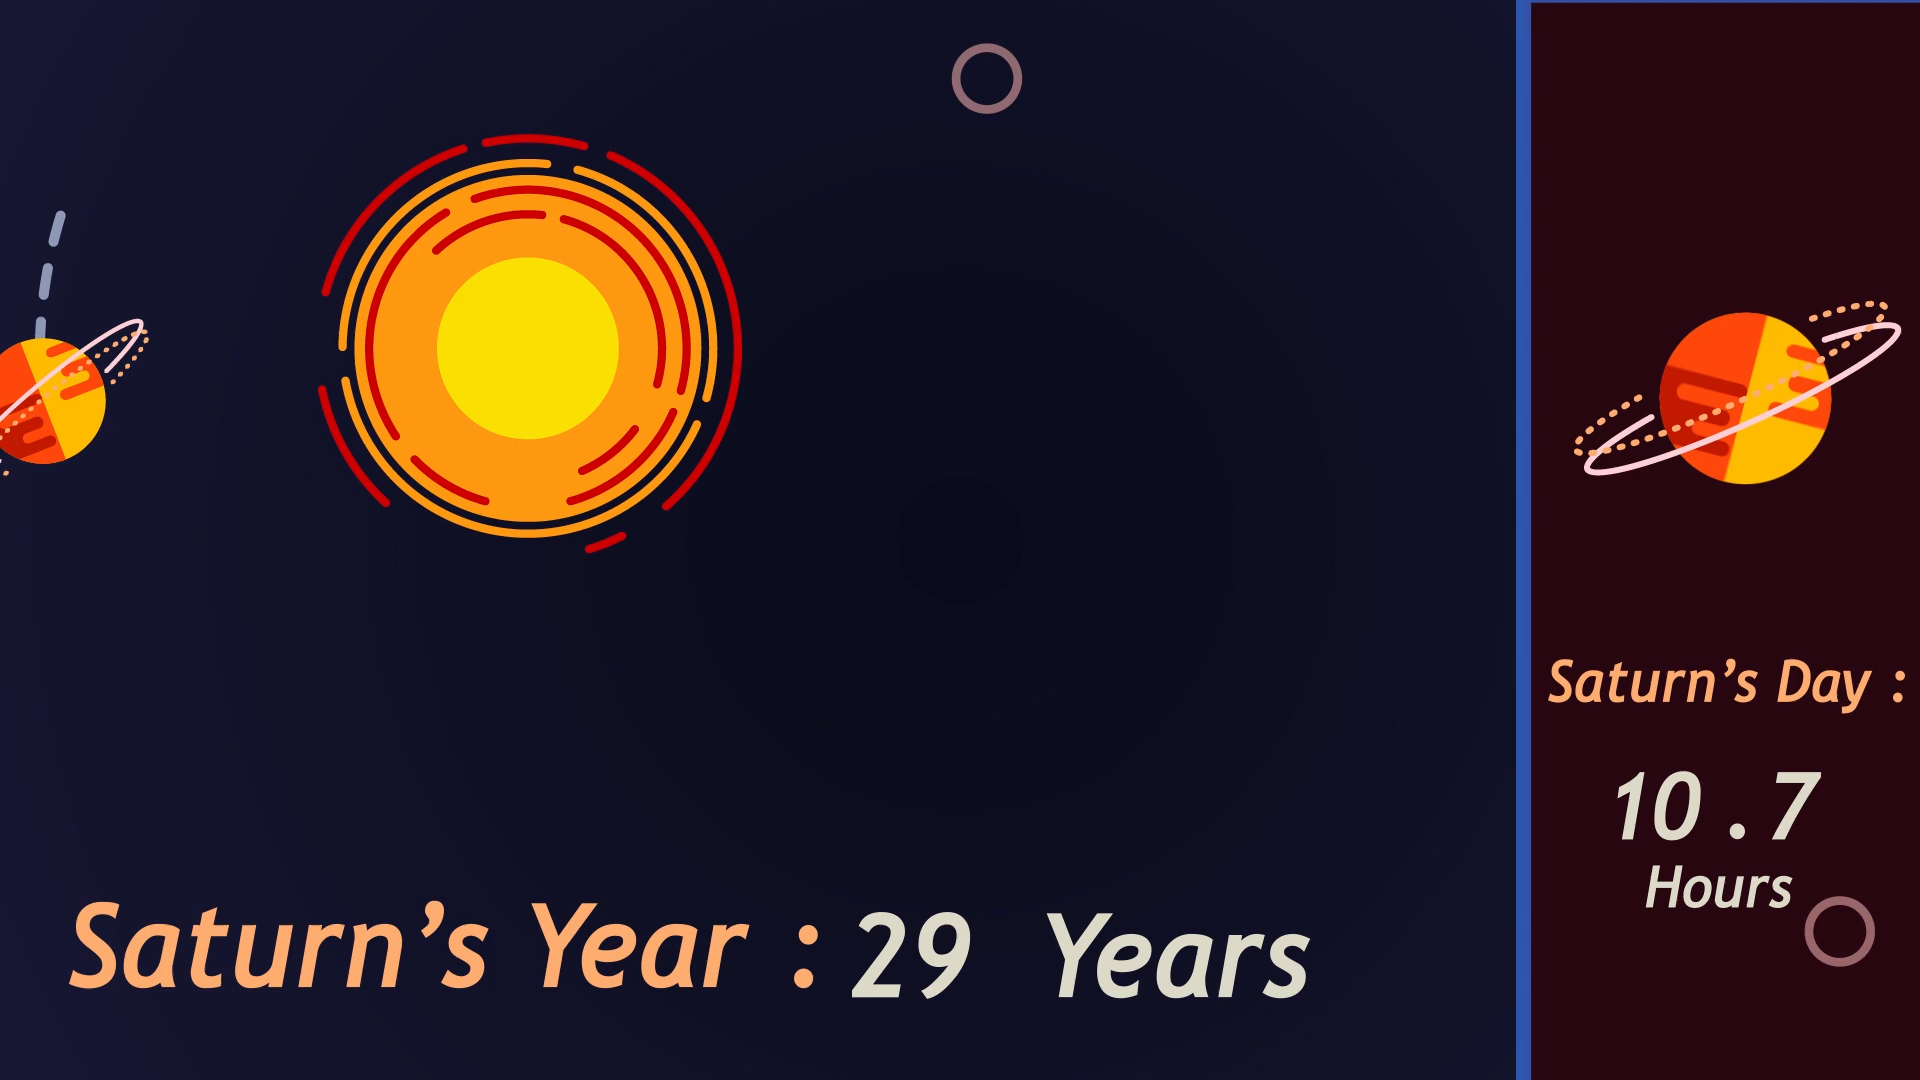 Saturn’s Year : 29 Years
Saturn’s Day :
10.7
Hours